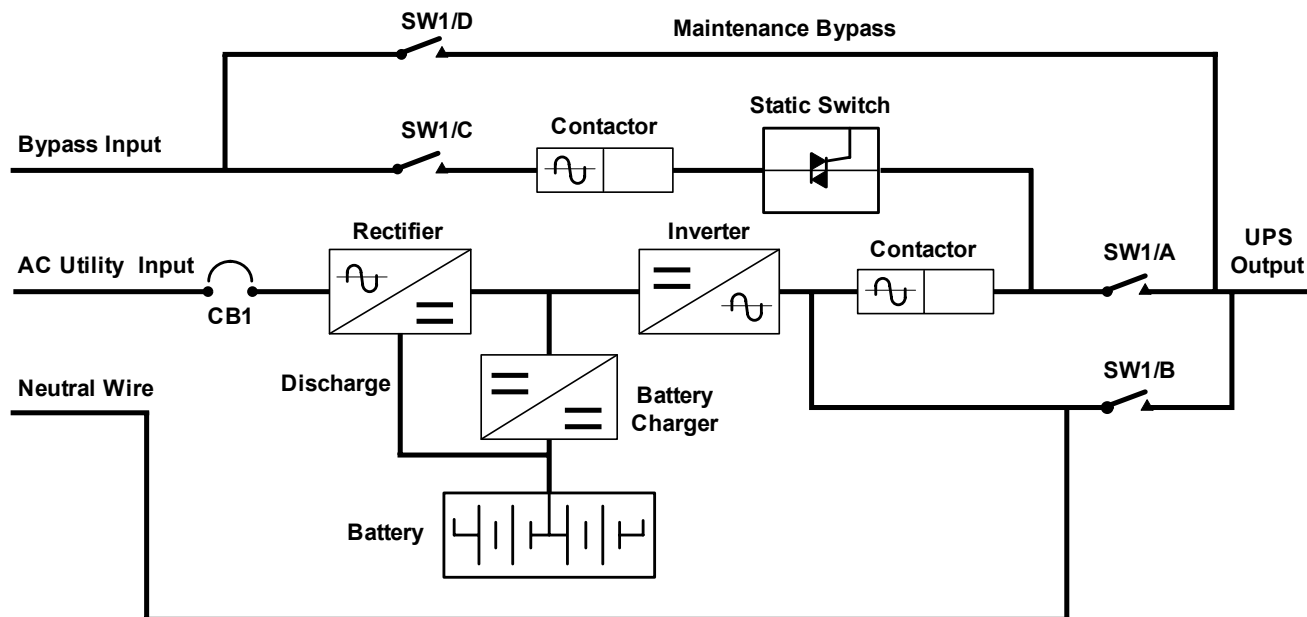 SW1/D
Maintenance Bypass
Static Switch
Bypass Input
SW1/C
Contactor
Rectifier
Inverter
AC Utility Input
CB1
Contactor
SW1/A
UPS
Output
Neutral Wire
Discharge
Battery
Charger
SW1/B
Battery